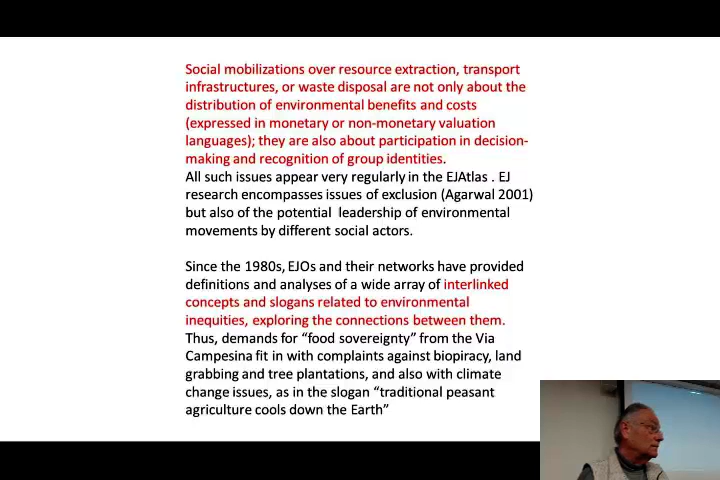 Social mobilizations over resource extraction, transport
infrastructures, or waste disposal are not only about the
distribution of environmental benefits and costs
(expressed in monetary or non-monetary valuation
languages); they are also about participation in decision-
making and recognition of group identities.
All such issues appear very regularly in the EJAtlas . EJ
research encompasses issues of exclusion (Agarwal 2001)
but also of the potential leadership of environmental
movements by different social actors.
Since the 1980s, EJOs and their networks have provided
definitions and analyses of a wide array of interlinked
concepts and slogans related to environmental
inequities, exploring the connections between them.
Thus, demands for “food sovereignty” from the Via
Campesina fit in with complaints against biopiracy, land
grabbing and tree plantations, and also with climate
change issues, as in the slogan “traditional peasant
agriculture cools down the Earth”